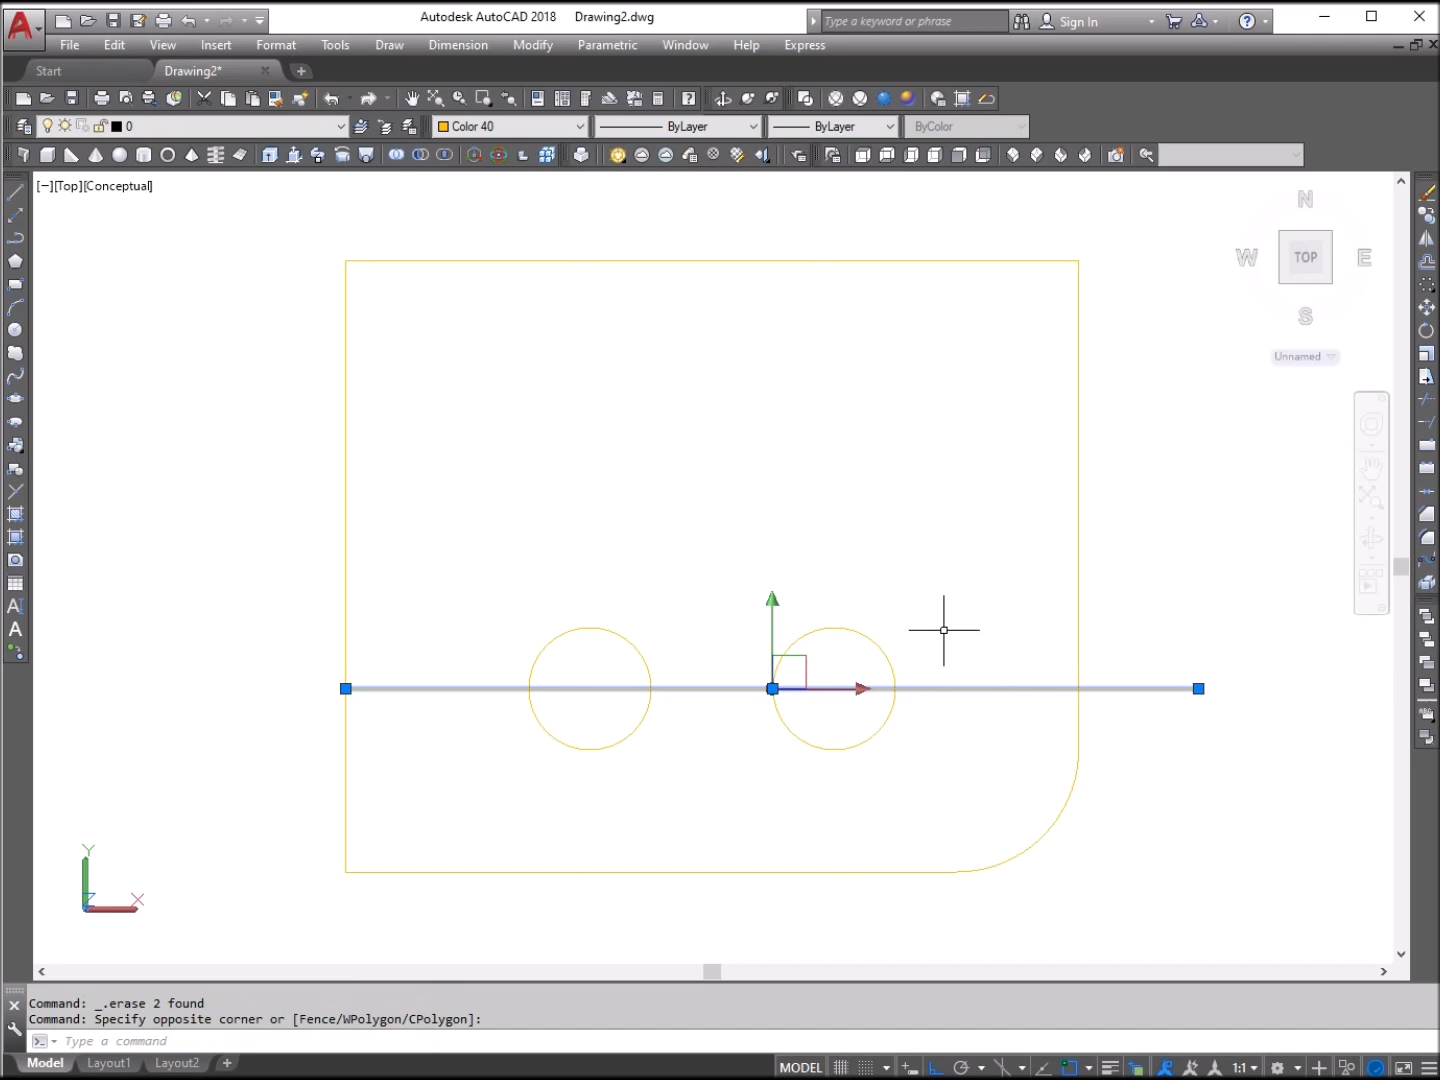 Autodesk AutoCAD 2018 Drawing2.dwg
Type a keyword or phrase
Sign In
File Edit View Insert Format Tools Draw Dimension Modify Parametric Window Help Express
Start
Drawing2*
0
Color 40
ByLayer
ByLayer
ByColor
[−][Top][Conceptual]
N
W
TOP
E
S
Unnamed
A
A
Y
Z
X
Command: _.erase 2 found
Command: Specify opposite corner or [Fence/WPolygon/CPolygon]:
Type a command
Model Layout1 Layout2
MODEL
1:1